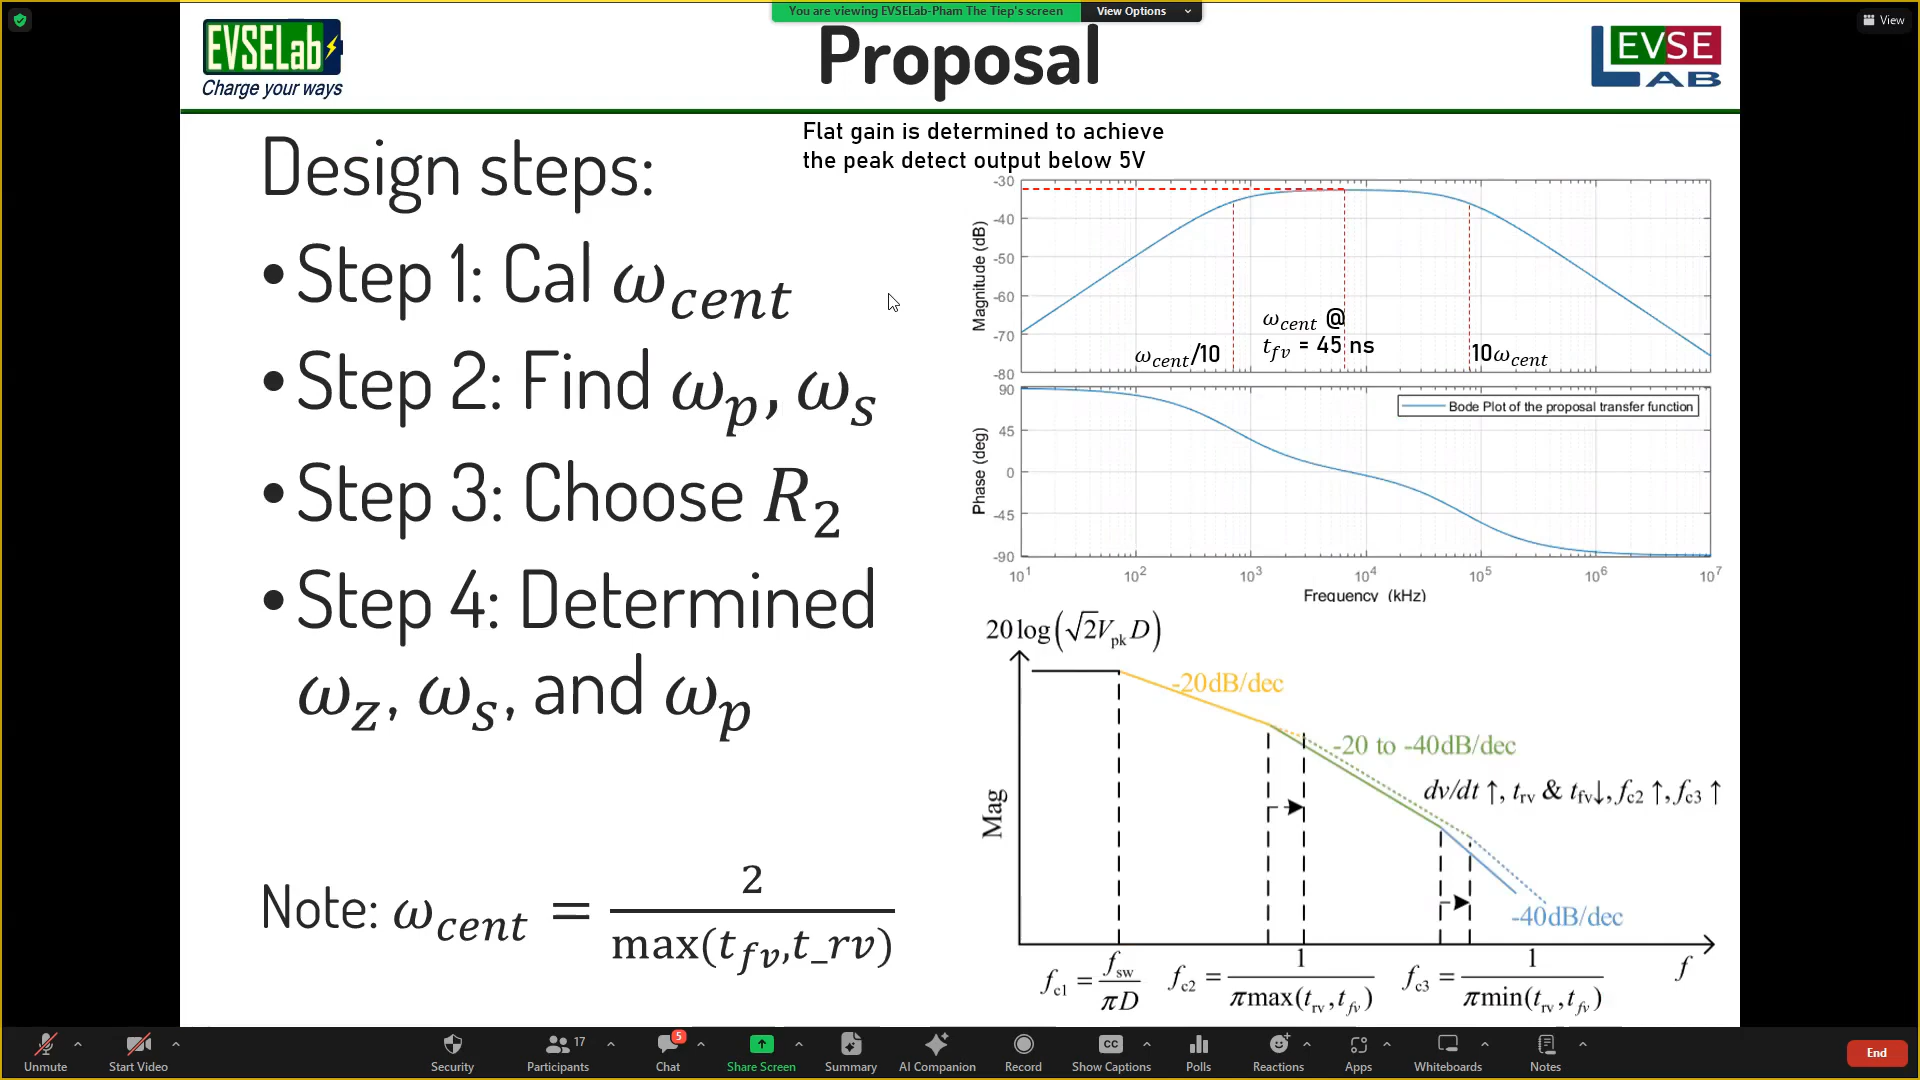 You are viewing EVSELab-Pham The Tiep's screen
View Options
View
EVSELab
Charge your ways
Proposal
EVSE
LAB
Design steps:
• Step 1: Cal ω_cent
• Step 2: Find ω_p, ω_s
• Step 3: Choose R_2
• Step 4: Determined
ω_z, ω_s, and ω_p
Note: ω_cent = 2 / max(t_fv,t_rv)
Flat gain is determined to achieve
the peak detect output below 5V
Magnitude (dB)
-30
-40
-50
-60
-70
-80
ω_cent/10
ω_cent @
t_fv = 45 ns
10ω_cent
Phase (deg)
90
45
0
-45
-90
Bode Plot of the proposal transfer function
10^1 10^2 10^3 10^4 10^5 10^6 10^7
Frequency (kHz)
20log(√2V_pk D)
Mag
-20dB/dec
-20 to -40dB/dec
dv/dt ↑, t_rv & t_fv↓, f_c2 ↑, f_c3 ↑
-40dB/dec
f_c1 = f_sw / πD
f_c2 = 1 / πmax(t_rv, t_fv)
f_c3 = 1 / πmin(t_rv, t_fv)
f
Unmute
Start Video
Security
17
Participants
5
Chat
Share Screen
Summary
AI Companion
Record
CC
Show Captions
Polls
Reactions
Apps
Whiteboards
Notes
End